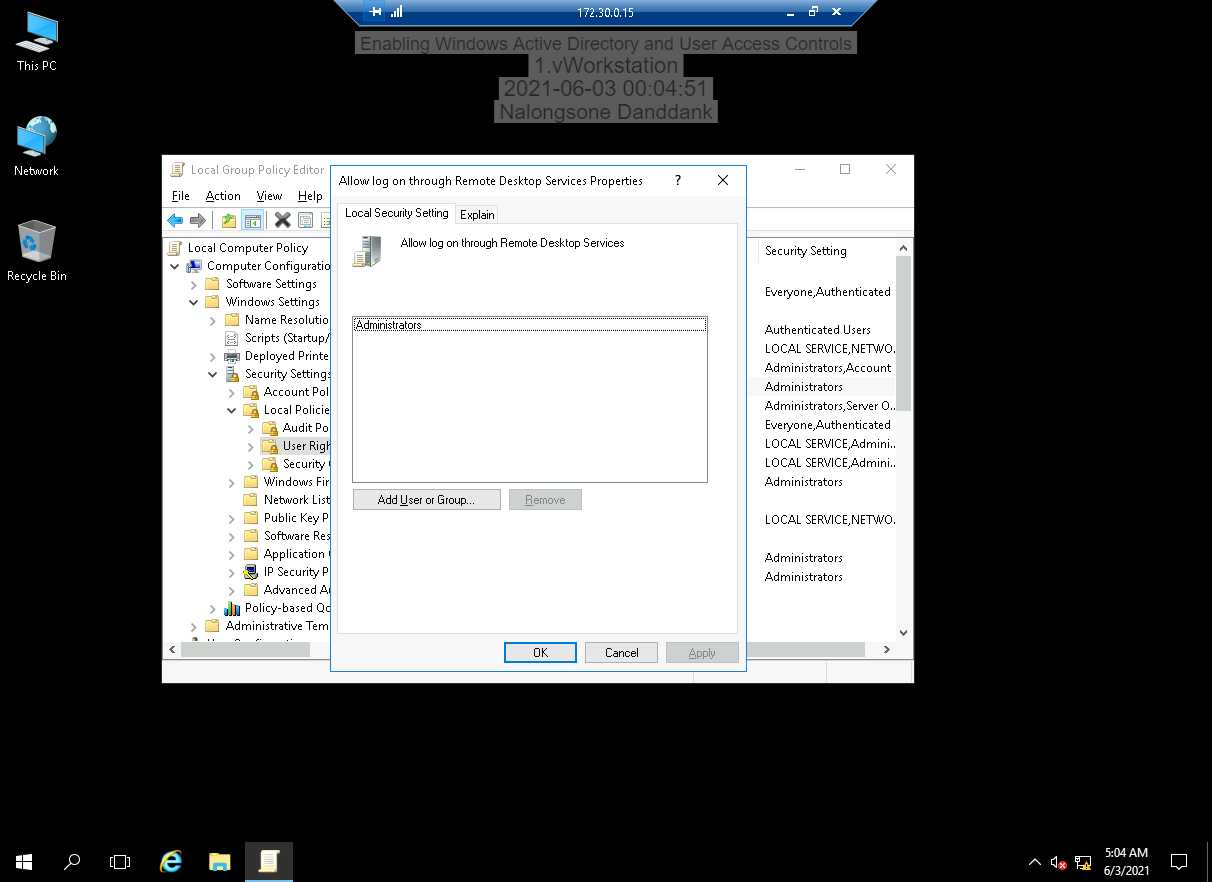 172.30.0.15
Enabling Windows Active Directory and User Access Controls
1.vWorkstation
2021-06-03 00:04:51
Nalongsone Danddank
This PC
Network
Recycle Bin
Local Group Policy Editor
File Action View Help
Local Computer Policy
Computer Configuratio
Software Settings
Windows Settings
Name Resolutio
Scripts (Startup/
Deployed Printe
Security Settings
Account Pol
Local Policie
Audit Po
User Righ
Security
Windows Fir
Network List
Public Key P
Software Res
Application
IP Security P
Advanced Au
Policy-based Qo
Administrative Tem
Allow log on through Remote Desktop Services Properties
?
Local Security Setting Explain
Allow log on through Remote Desktop Services
Administrators
Add User or Group...
Remove
OK
Cancel
Apply
Security Setting
Everyone,Authenticated
Authenticated Users
LOCAL SERVICE,NETWO.
Administrators,Account
Administrators
Administrators,Server O..
Everyone,Authenticated
LOCAL SERVICE,Admini..
LOCAL SERVICE,Admini..
Administrators
LOCAL SERVICE,NETWO.
Administrators
Administrators
5:04 AM
6/3/2021